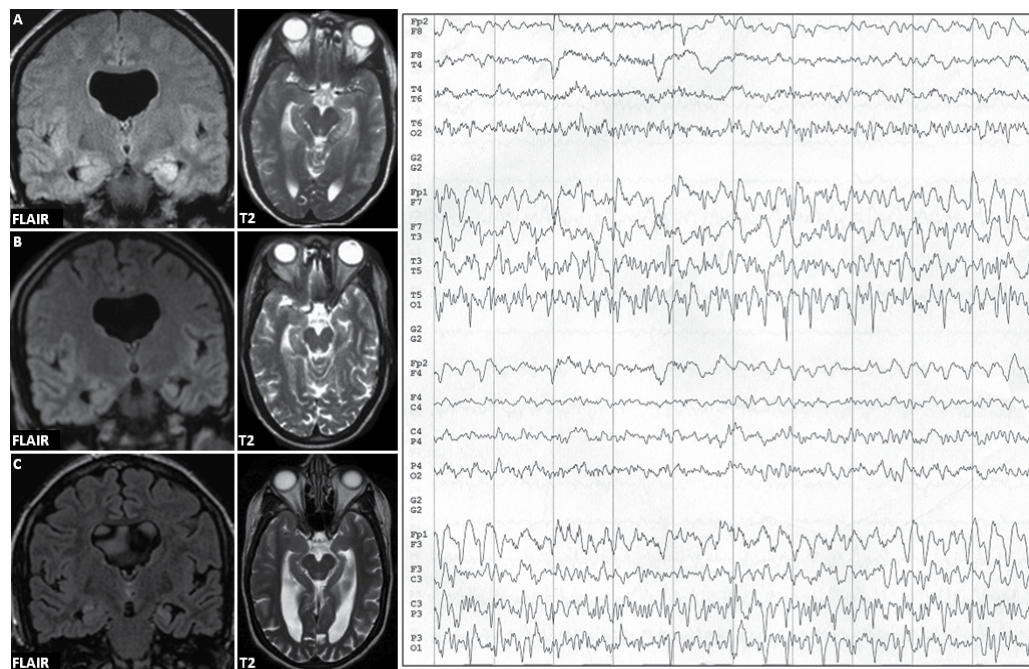 A
FLAIR
T2
B
FLAIR
T2
C
FLAIR
T2
Fp2
F8
F8
T4
T4
T6
T6
O2
G2
G2
Fp1
F7
F7
T3
T3
T5
T5
O1
G2
G2
Fp2
F4
F4
C4
C4
P4
P4
O2
G2
G2
Fp1
F3
F3
C3
C3
P3
P3
O1